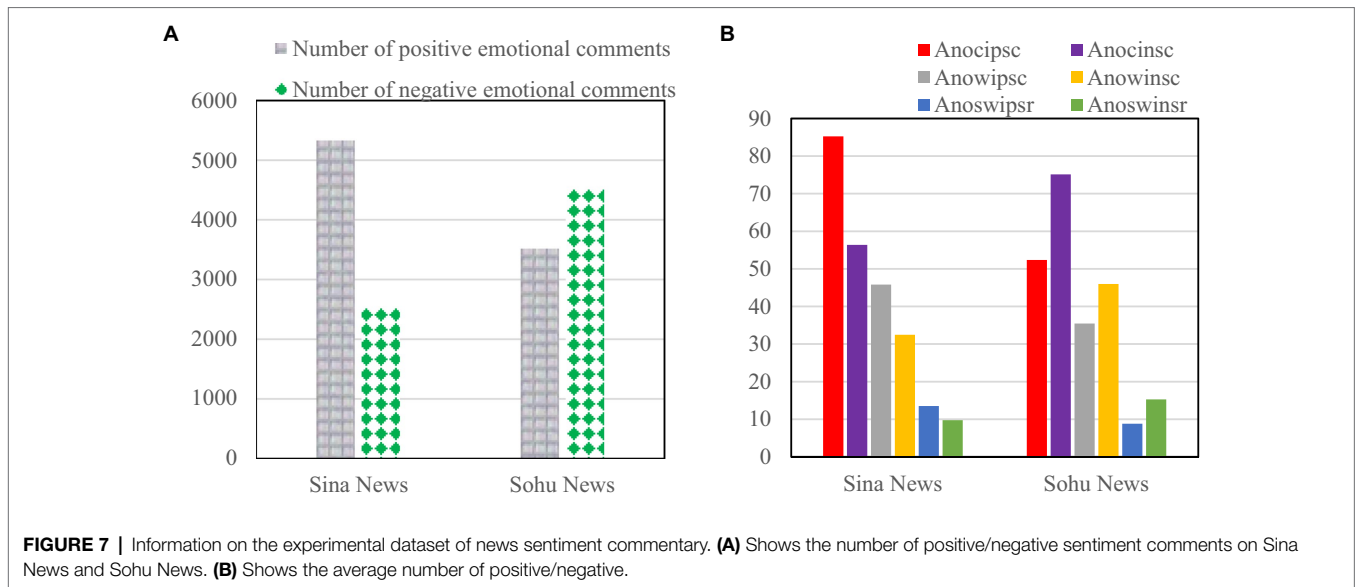 A
Number of positive emotional comments
Number of negative emotional comments
6000
5000
4000
3000
2000
1000
0
Sina News Sohu News
B
Anocipsc Anocinsc
Anowipsc Anowinsc
Anoswipsr Anoswinsr
90
80
70
60
50
40
30
20
10
0
Sina News Sohu News
FIGURE 7 | Information on the experimental dataset of news sentiment commentary. (A) Shows the number of positive/negative sentiment comments on Sina
News and Sohu News. (B) Shows the average number of positive/negative.